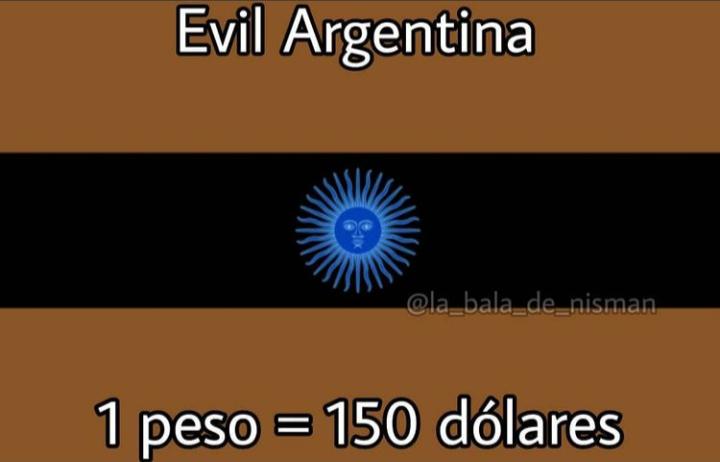 Evil Argentina
@la_bala_de_nisman
1 peso = 150 dólares